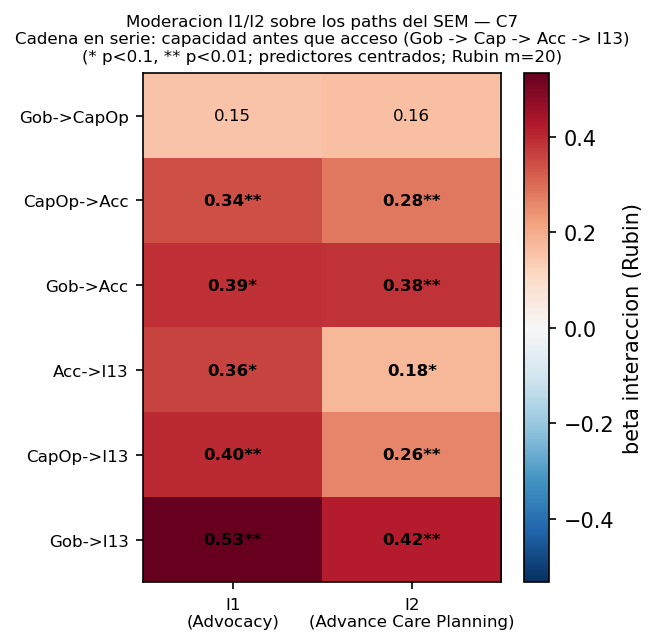 Moderacion I1/I2 sobre los paths del SEM — C7
Cadena en serie: capacidad antes que acceso (Gob -> Cap -> Acc -> I13)
(* p<0.1, ** p<0.01; predictores centrados; Rubin m=20)
Gob->CapOp 0.15 0.16
CapOp->Acc 0.34** 0.28**
Gob->Acc 0.39* 0.38**
Acc->I13 0.36* 0.18*
CapOp->I13 0.40** 0.26**
Gob->I13 0.53** 0.42**
I1 I2
(Advocacy) (Advance Care Planning)
0.4
0.2
0.0
−0.2
−0.4
beta interaccion (Rubin)